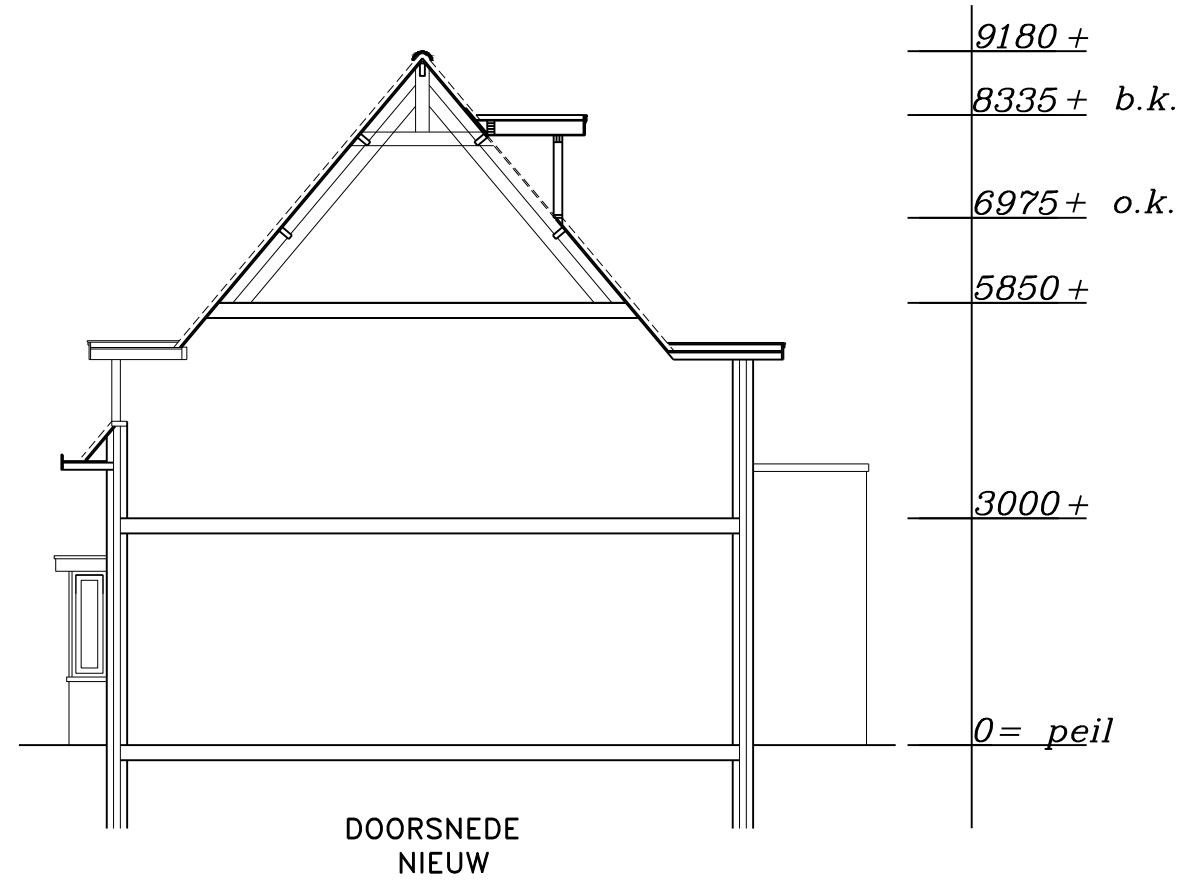 9180+
8335+ b.k.
6975+ o.k.
5850+
3000+
0= peil
DOORSNEDE
NIEUW